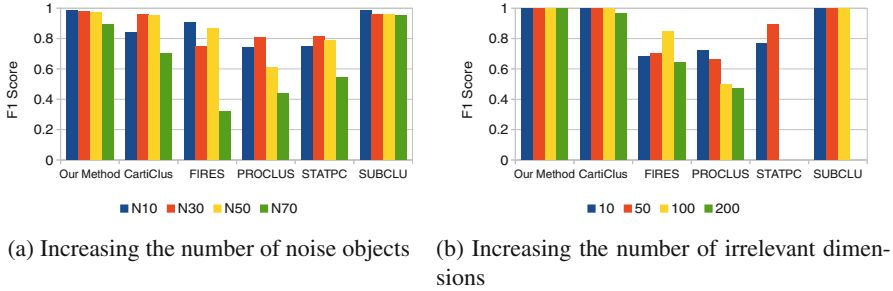 1
0.8
0.6
0.4
0.2
0
F1 Score
Our Method CartiClus FIRES PROCLUS STATPC SUBCLU
N10 N30 N50 N70
(a) Increasing the number of noise objects
1
0.8
0.6
0.4
0.2
0
F1 Score
Our Method CartiClus FIRES PROCLUS STATPC SUBCLU
10 50 100 200
(b) Increasing the number of irrelevant dimen-
sions